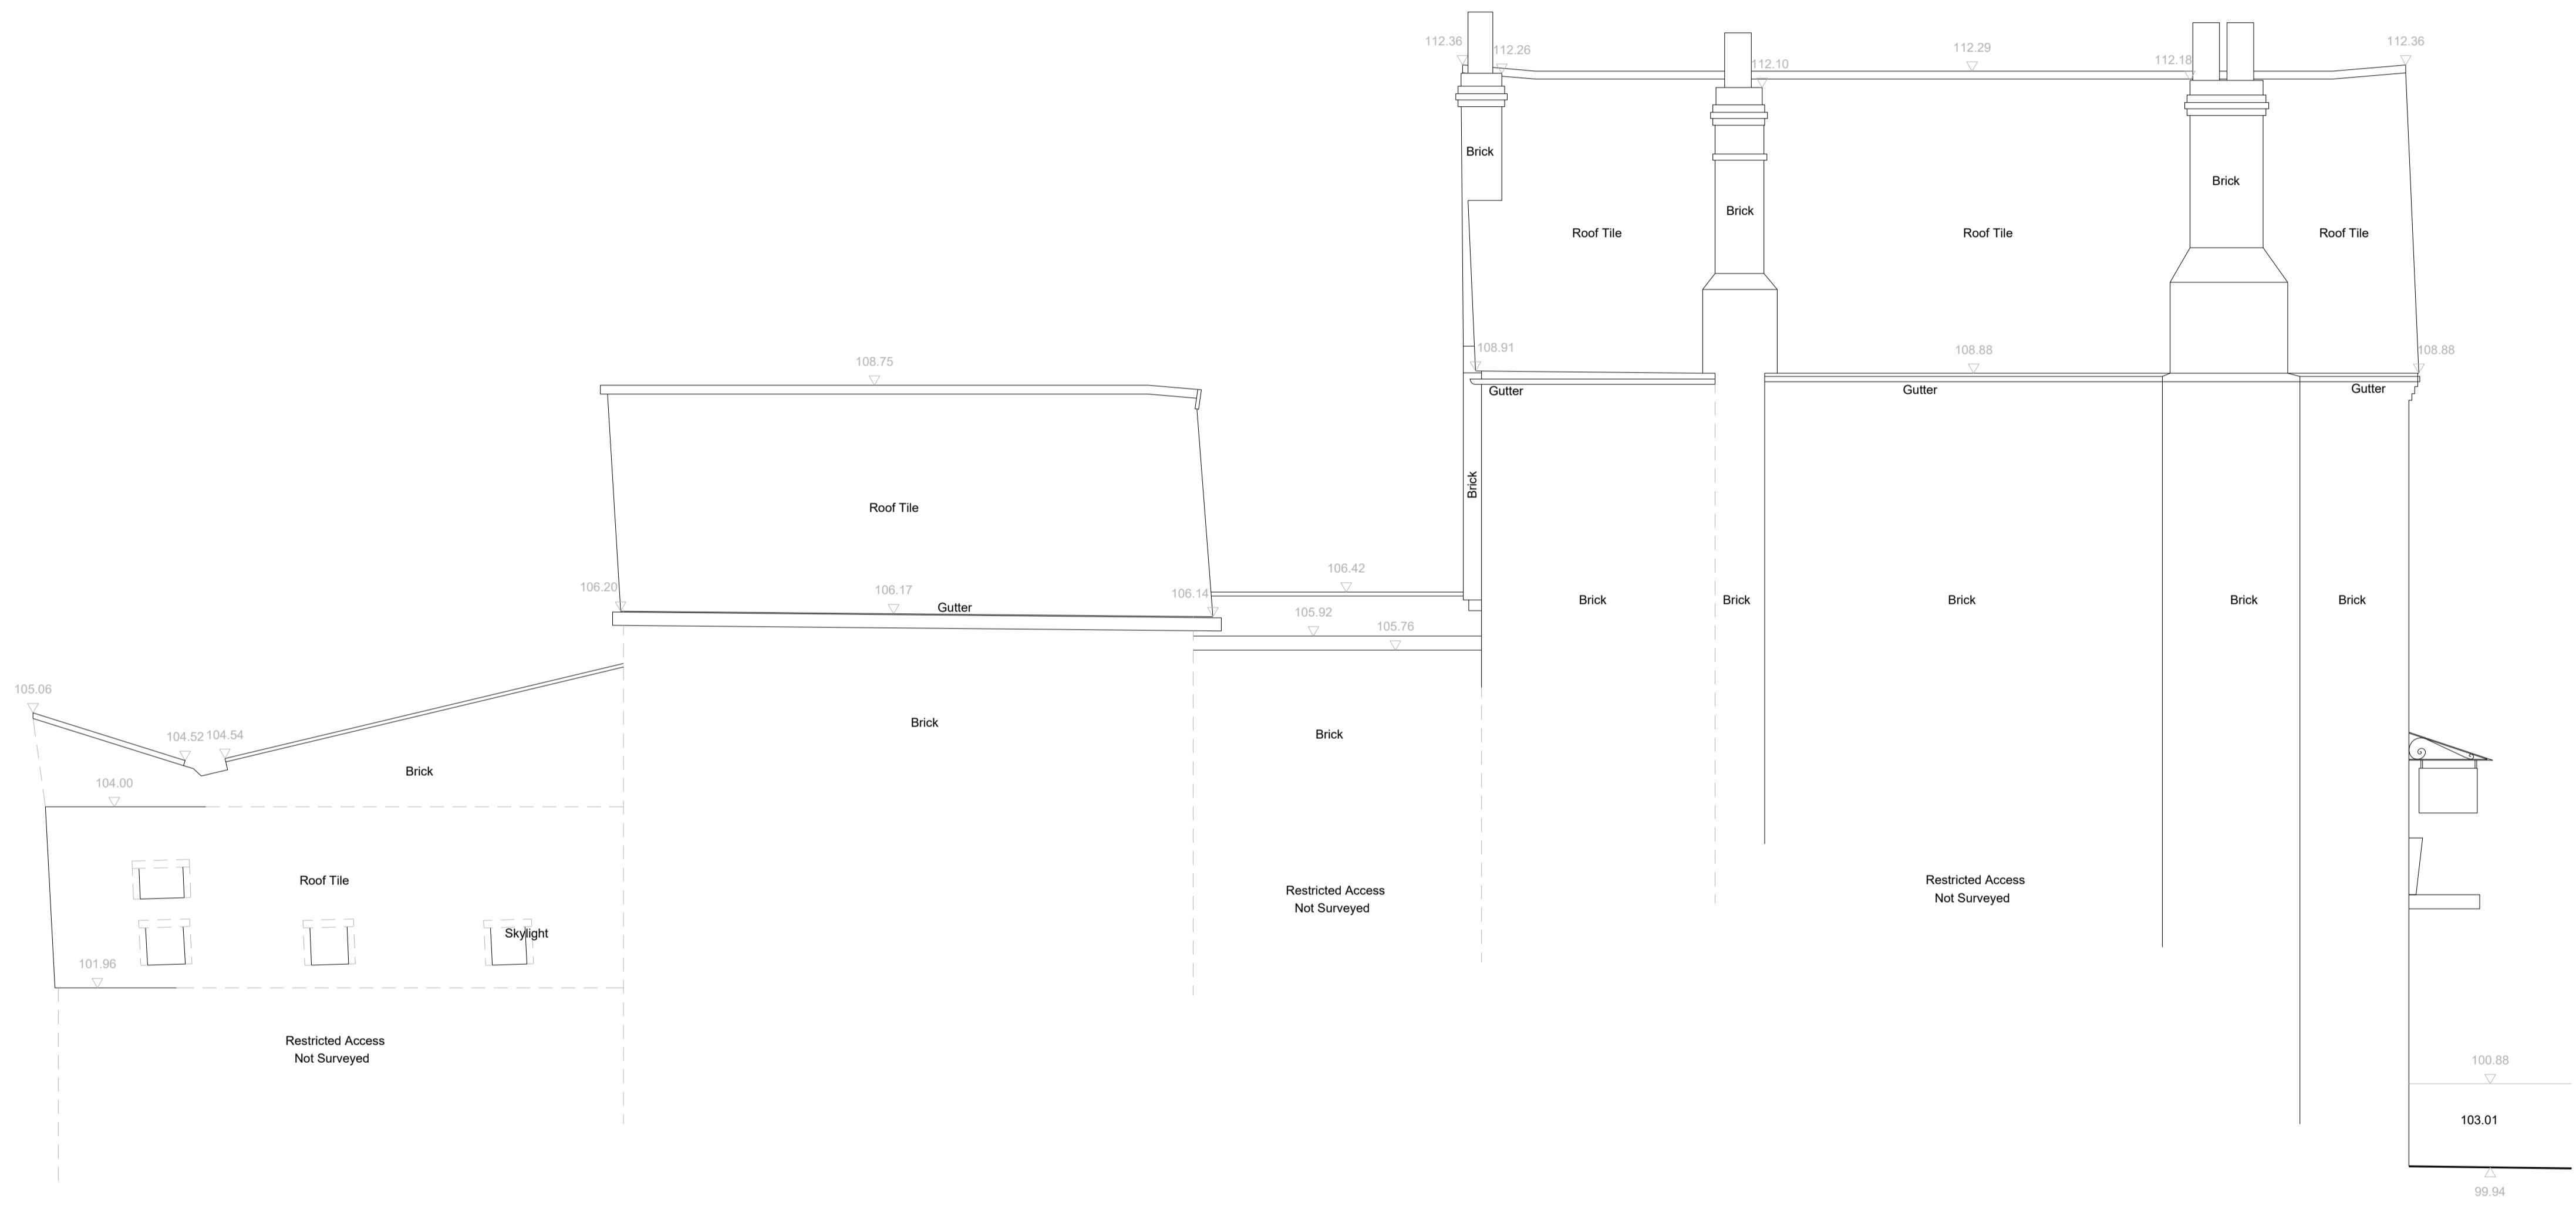 112.36
112.26
112.10
112.29
112.18
112.36
Brick
Brick
Brick
Roof Tile
Roof Tile
Roof Tile
108.75
108.91
108.88
108.88
Gutter
Gutter
Gutter
Brick
Roof Tile
106.20
106.17
Gutter
106.14
106.42
105.92
105.76
Brick
Brick
Brick
Brick
Brick
105.06
104.52
104.54
Brick
Brick
Brick
104.00
Roof Tile
Skylight
101.96
Restricted Access
Not Surveyed
Restricted Access
Not Surveyed
Restricted Access
Not Surveyed
100.88
103.01
99.94